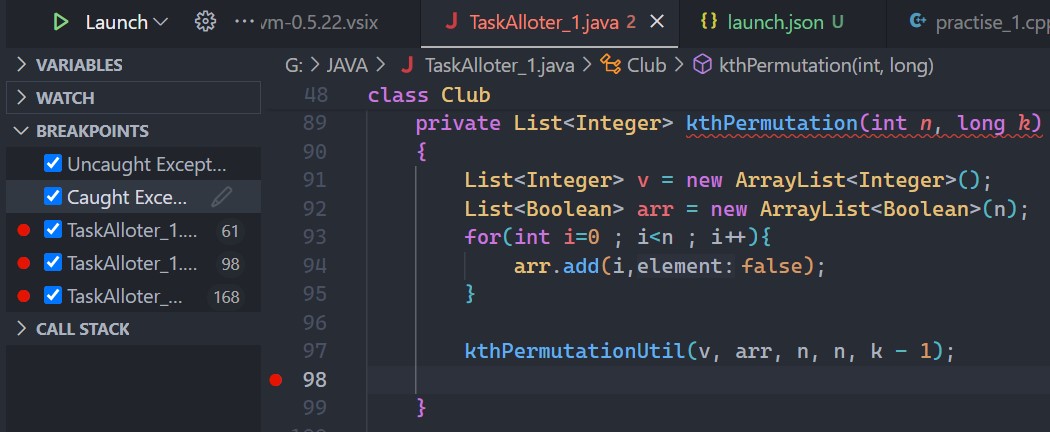 Launch ··· vm-0.5.22.vsix J TaskAlloter_1.java 2 × {} launch.json U practise_1.cpp
VARIABLES
WATCH
BREAKPOINTS
Uncaught Except...
Caught Exce...
TaskAlloter_1.... 61
TaskAlloter_1.... 98
TaskAlloter_... 168
CALL STACK
G: > JAVA > J TaskAlloter_1.java > Club > kthPermutation(int, long)
48 class Club
89 private List<Integer> kthPermutation(int n, long k)
90 {
91 List<Integer> v = new ArrayList<Integer>();
92 List<Boolean> arr = new ArrayList<Boolean>(n);
93 for(int i=0 ; i<n ; i++){
94 arr.add(i,element:false);
95 }
96
97 kthPermutationUtil(v, arr, n, n, k - 1);
98
99 }